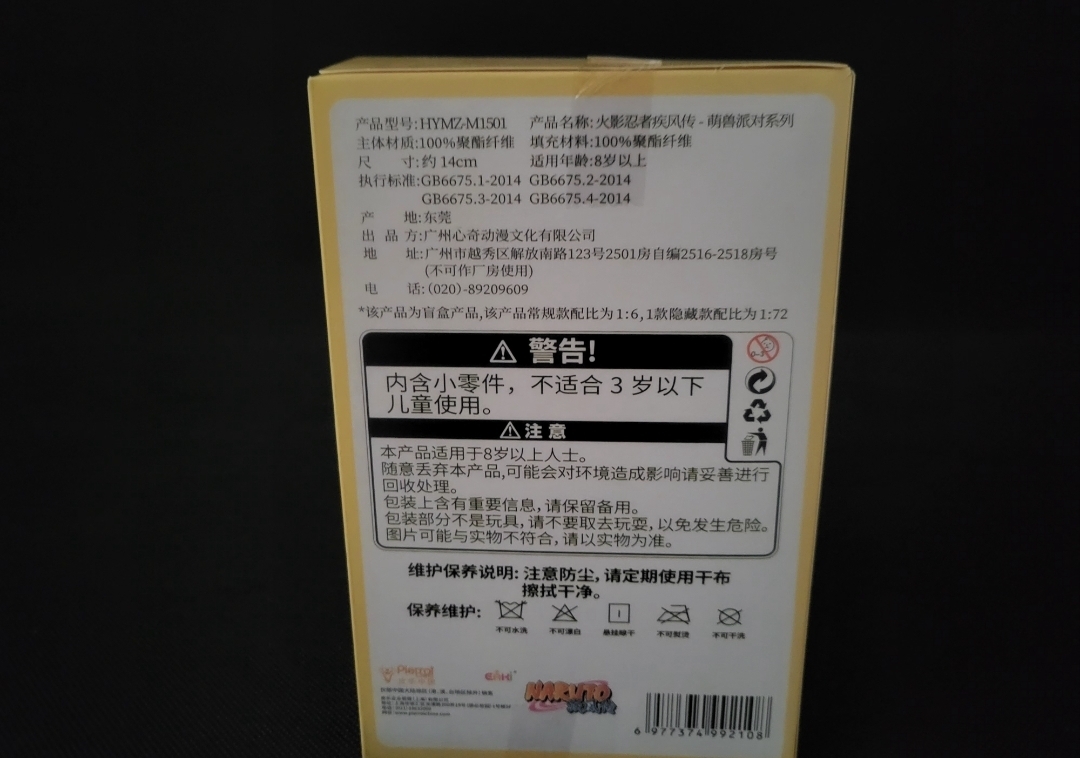 产品型号:HYMZ-M1501 产品名称:火影忍者疾风传-萌兽派对系列
主体材质:100%聚酯纤维 填充材料:100%聚酯纤维
尺 寸:约14cm 适用年龄:8岁以上
执行标准:GB6675.1-2014 GB6675.2-2014
GB6675.3-2014 GB6675.4-2014
产 地:东莞
出 品 方:广州心奇动漫文化有限公司
地 址:广州市越秀区解放南路123号2501房自编2516-2518房号
(不可作厂房使用)
电 话:(020)-89209609
*该产品为盲盒产品,该产品常规款配比为1:6,1款隐藏款配比为1:72
警告!
0-3
内含小零件，不适合 3 岁以下
儿童使用。
注意
本产品适用于8岁以上人士。
随意丢弃本产品,可能会对环境造成影响请妥善进行
回收处理。
包装上含有重要信息,请保留备用。
包装部分不是玩具,请不要取去玩耍,以免发生危险。
图片可能与实物不符合,请以实物为准。
维护保养说明: 注意防尘, 请定期使用干布
擦拭干净。
保养维护:
不可水洗 不可漂白 悬挂晾干 不可熨烫 不可干洗
Pierrot
NARUTO
6 977374 992108